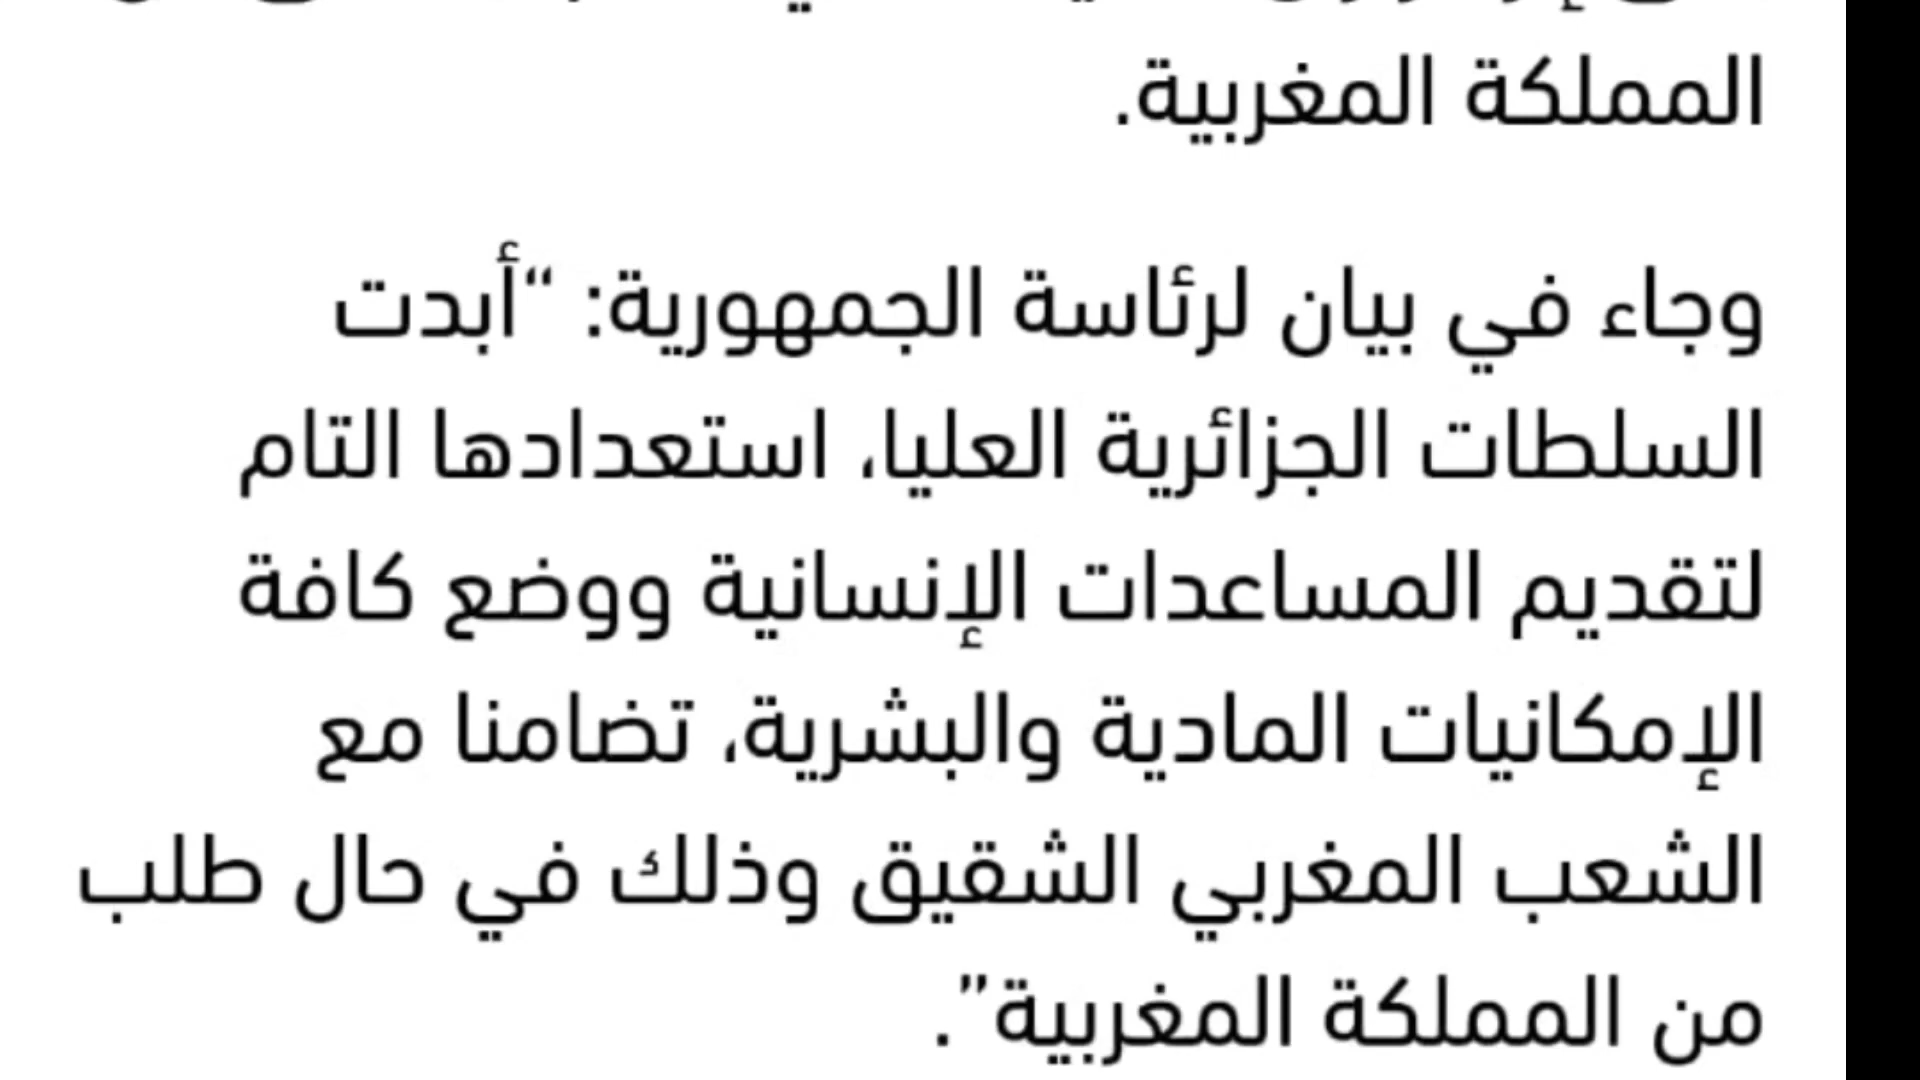 المملكة المغربية.
وجاء في بيان لرئاسة الجمهورية: “أبدت
السلطات الجزائرية العليا، استعدادها التام
لتقديم المساعدات الإنسانية ووضع كافة
الإمكانيات المادية والبشرية، تضامنا مع
الشعب المغربي الشقيق وذلك في حال طلب
من المملكة المغربية”.